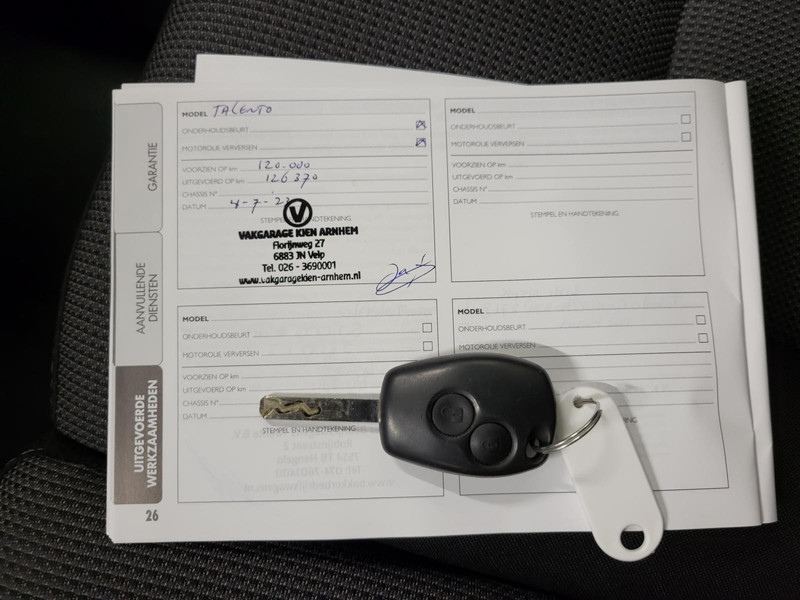 GARANTIE
AANVULLENDE
DIENSTEN
UITGEVOERDE
WERKZAAMHEDEN
26
MODEL TALENTO
ONDERHOUDSBEURT
MOTOROLIE VERVERSEN
VOORZIEN OP km 120.000
UITGEVOERD OP km 126370
CHASSIS N°
DATUM 4-7-
STEMPEL EN HANDTEKENING
V
VAKGARAGE KIEN ARNHEM
Florijnweg 27
6883 JN Velp
Tel. 026 - 3690001
www.vakgaragekien-arnhem.nl
MODEL
ONDERHOUDSBEURT
MOTOROLIE VERVERSEN
VOORZIEN OP km
UITGEVOERD OP km
CHASSIS N°
DATUM
STEMPEL EN HANDTEKENING
MODEL
ONDERHOUDSBEURT
MOTOROLIE VERVERSEN
VOORZIEN OP km
UITGEVOERD OP km
CHASSIS N°
DATUM
STEMPEL EN HANDTEKENING
MODEL
ONDERHOUDSBEURT
MOTOROLIE VERVERSEN